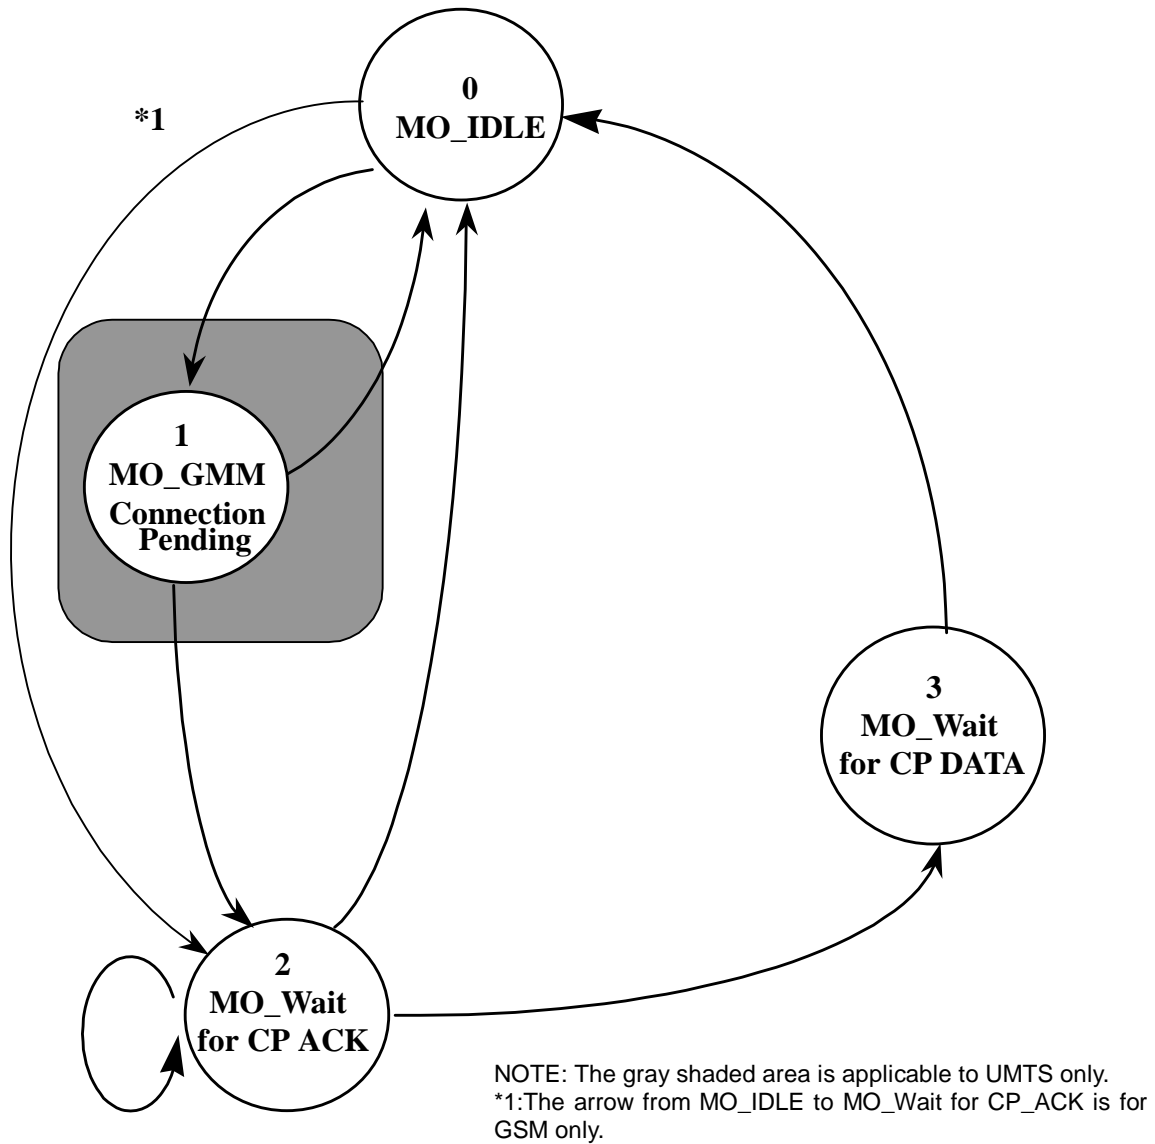 0
MO_IDLE
*1
1
MO_GMM
Connection
Pending
3
MO_Wait
for CP DATA
2
MO_Wait
for CP ACK
NOTE: The gray shaded area is applicable to UMTS only.
*1:The arrow from MO_IDLE to MO_Wait for CP_ACK is for
GSM only.